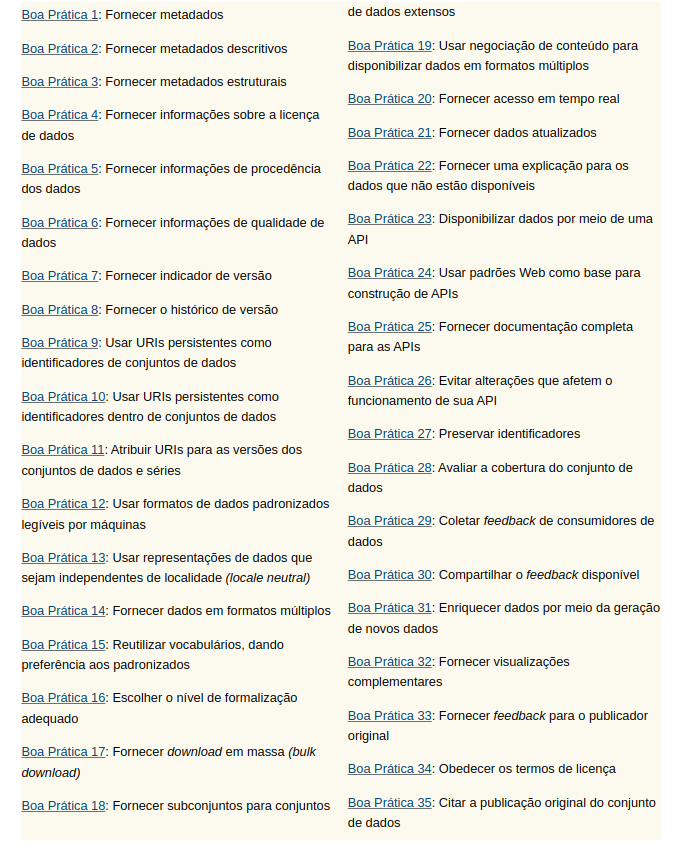 Boa Prática 1: Fornecer metadados
Boa Prática 2: Fornecer metadados descritivos
Boa Prática 3: Fornecer metadados estruturais
Boa Prática 4: Fornecer informações sobre a licença
de dados
Boa Prática 5: Fornecer informações de procedência
dos dados
Boa Prática 6: Fornecer informações de qualidade de
dados
Boa Prática 7: Fornecer indicador de versão
Boa Prática 8: Fornecer o histórico de versão
Boa Prática 9: Usar URIs persistentes como
identificadores de conjuntos de dados
Boa Prática 10: Usar URIs persistentes como
identificadores dentro de conjuntos de dados
Boa Prática 11: Atribuir URIs para as versões dos
conjuntos de dados e séries
Boa Prática 12: Usar formatos de dados padronizados
legíveis por máquinas
Boa Prática 13: Usar representações de dados que
sejam independentes de localidade (locale neutral)
Boa Prática 14: Fornecer dados em formatos múltiplos
Boa Prática 15: Reutilizar vocabulários, dando
preferência aos padronizados
Boa Prática 16: Escolher o nível de formalização
adequado
Boa Prática 17: Fornecer download em massa (bulk
download)
Boa Prática 18: Fornecer subconjuntos para conjuntos
de dados extensos
Boa Prática 19: Usar negociação de conteúdo para
disponibilizar dados em formatos múltiplos
Boa Prática 20: Fornecer acesso em tempo real
Boa Prática 21: Fornecer dados atualizados
Boa Prática 22: Fornecer uma explicação para os
dados que não estão disponíveis
Boa Prática 23: Disponibilizar dados por meio de uma
API
Boa Prática 24: Usar padrões Web como base para
construção de APIs
Boa Prática 25: Fornecer documentação completa
para as APIs
Boa Prática 26: Evitar alterações que afetem o
funcionamento de sua API
Boa Prática 27: Preservar identificadores
Boa Prática 28: Avaliar a cobertura do conjunto de
dados
Boa Prática 29: Coletar feedback de consumidores de
dados
Boa Prática 30: Compartilhar o feedback disponível
Boa Prática 31: Enriquecer dados por meio da geração
de novos dados
Boa Prática 32: Fornecer visualizações
complementares
Boa Prática 33: Fornecer feedback para o publicador
original
Boa Prática 34: Obedecer os termos de licença
Boa Prática 35: Citar a publicação original do conjunto
de dados